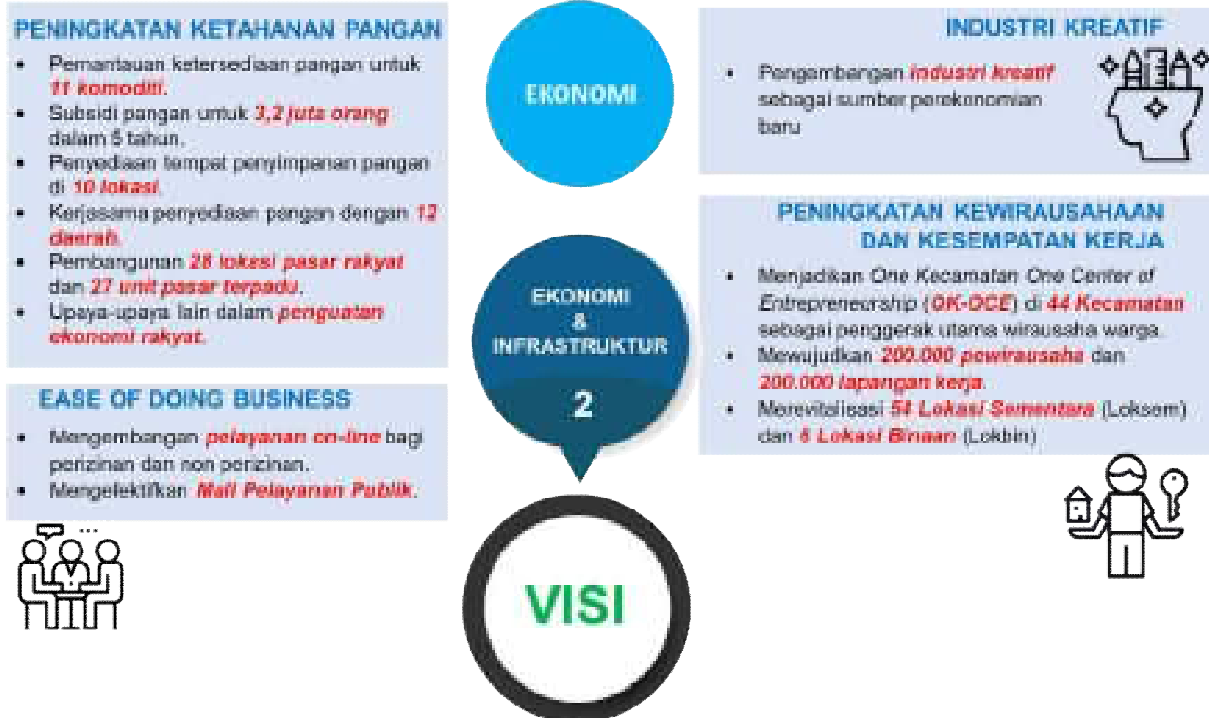 PENINGKATAN KETAHANAN PANGAN
• Pemantauan ketersediaan pangan untuk
11 komoditi.
• Subsidi pangan untuk 3,2 juta orang
dalam 5 tahun.
• Penyediaan tempat penyimpanan pangan
di 10 lokasi.
• Kerjasama penyediaan pangan dengan 12
daerah.
• Pembangunan 28 lokasi pasar rakyat
dan 27 unit pasar terpadu.
• Upaya-upaya lain dalam penguatan
ekonomi rakyat.
EASE OF DOING BUSINESS
• Mengembangan pelayanan on-line bagi
perizinan dan non perizinan.
• Mengefektifkan Mall Pelayanan Publik.
EKONOMI
EKONOMI
&
INFRASTRUKTUR
2
VISI
INDUSTRI KREATIF
• Pengembangan industri kreatif
sebagai sumber perekonomian
baru
PENINGKATAN KEWIRAUSAHAAN
DAN KESEMPATAN KERJA
• Menjadikan One Kecamatan One Center of
Entrepreneurship (OK-OCE) di 44 Kecamatan
sebagai penggerak utama wirausaha warga.
• Mewujudkan 200.000 pewirausaha dan
200.000 lapangan kerja.
• Merevitalisasi 54 Lokasi Sementara (Loksem)
dan 6 Lokasi Binaan (Lokbin)